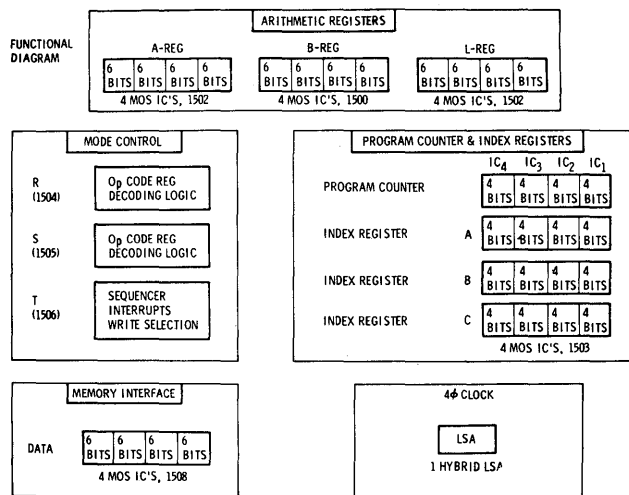 ARITHMETIC REGISTERS
FUNCTIONAL DIAGRAM
A-REG B-REG L-REG
6 BITS 6 BITS 6 BITS 6 BITS 6 BITS 6 BITS 6 BITS 6 BITS 6 BITS 6 BITS 6 BITS 6 BITS
4 MOS IC'S, 1502 4 MOS IC'S, 1500 4 MOS IC'S, 1502
MODE CONTROL
R (1504)
Op CODE REG
DECODING LOGIC
S (1505)
Op CODE REG
DECODING LOGIC
T (1506)
SEQUENCER
INTERRUPTS
WRITE SELECTION
PROGRAM COUNTER & INDEX REGISTERS
IC4 IC3 IC2 IC1
PROGRAM COUNTER 4 BITS 4 BITS 4 BITS 4 BITS
INDEX REGISTER A 4 BITS 4 BITS 4 BITS 4 BITS
INDEX REGISTER B 4 BITS 4 BITS 4 BITS 4 BITS
INDEX REGISTER C 4 BITS 4 BITS 4 BITS 4 BITS
4 MOS IC'S, 1503
MEMORY INTERFACE
DATA 6 BITS 6 BITS 6 BITS 6 BITS
4 MOS IC'S, 1508
4ϕ CLOCK
LSA
1 HYBRID LSA